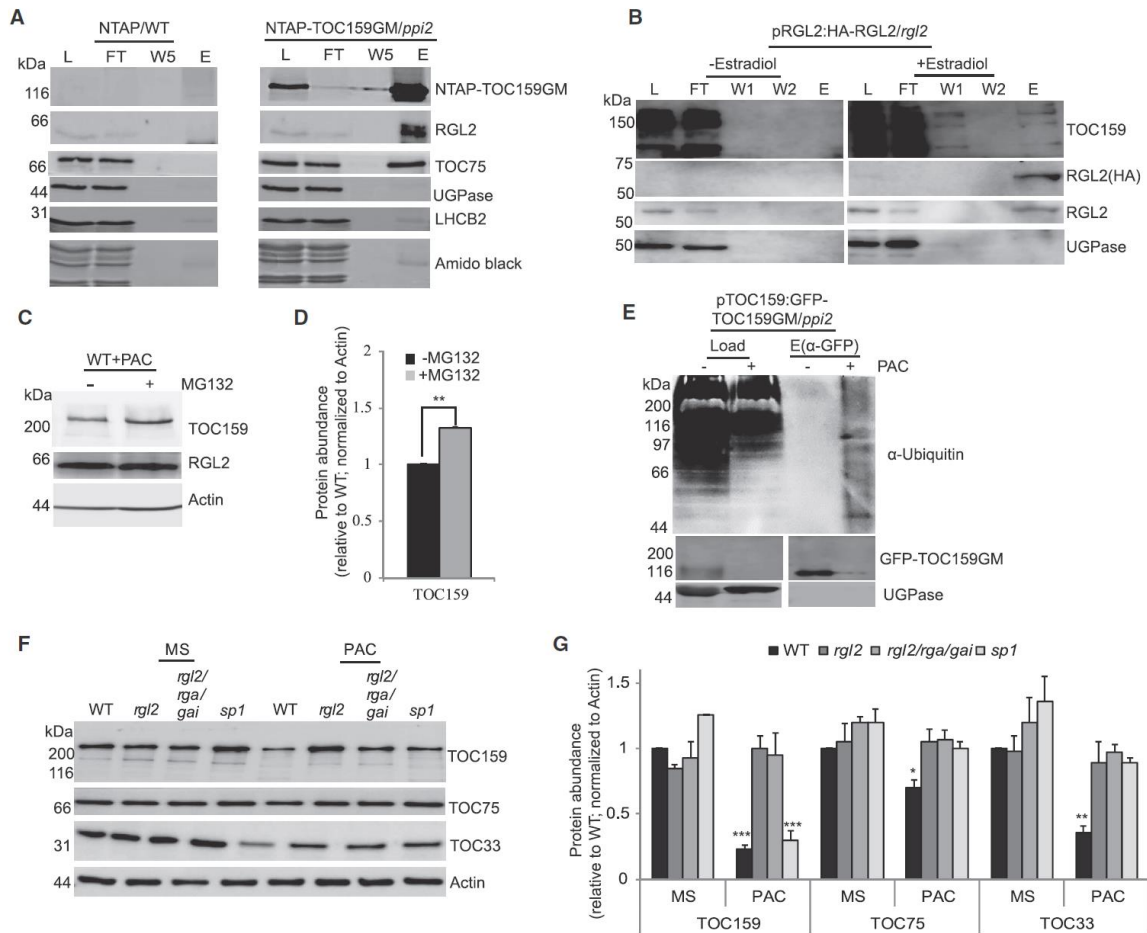 A
NTAP/WT
NTAP-TOC159GM/ppi2
L FT W5 E
L FT W5 E
kDa
116
66
66
44
31
NTAP-TOC159GM
RGL2
TOC75
UGPase
LHCB2
Amido black
B
pRGL2:HA-RGL2/rgl2
-Estradiol
+Estradiol
L FT W1 W2 E
L FT W1 W2 E
kDa
150
75
50
50
50
TOC159
RGL2(HA)
RGL2
UGPase
C
WT+PAC
- + MG132
kDa
200
66
44
TOC159
RGL2
Actin
D
Protein abundance
(relative to WT; normalized to Actin)
2
1.5
1
0.5
0
-MG132
+MG132
**
TOC159
E
pTOC159:GFP-
TOC159GM/ppi2
Load E(α-GFP)
- + - + PAC
kDa
200
116
97
66
44
α-Ubiquitin
200
116
GFP-TOC159GM
44
UGPase
F
MS
PAC
WT rgl2 rgl2/
rga/
gai sp1 WT rgl2 rgl2/
rga/
gai sp1
kDa
200
116
66
31
44
TOC159
TOC75
TOC33
Actin
G
WT rgl2 rgl2/rga/gai sp1
Protein abundance
(relative to WT; normalized to Actin)
1.5
1
0.5
0
***
***
*
**
MS PAC MS PAC MS PAC
TOC159 TOC75 TOC33